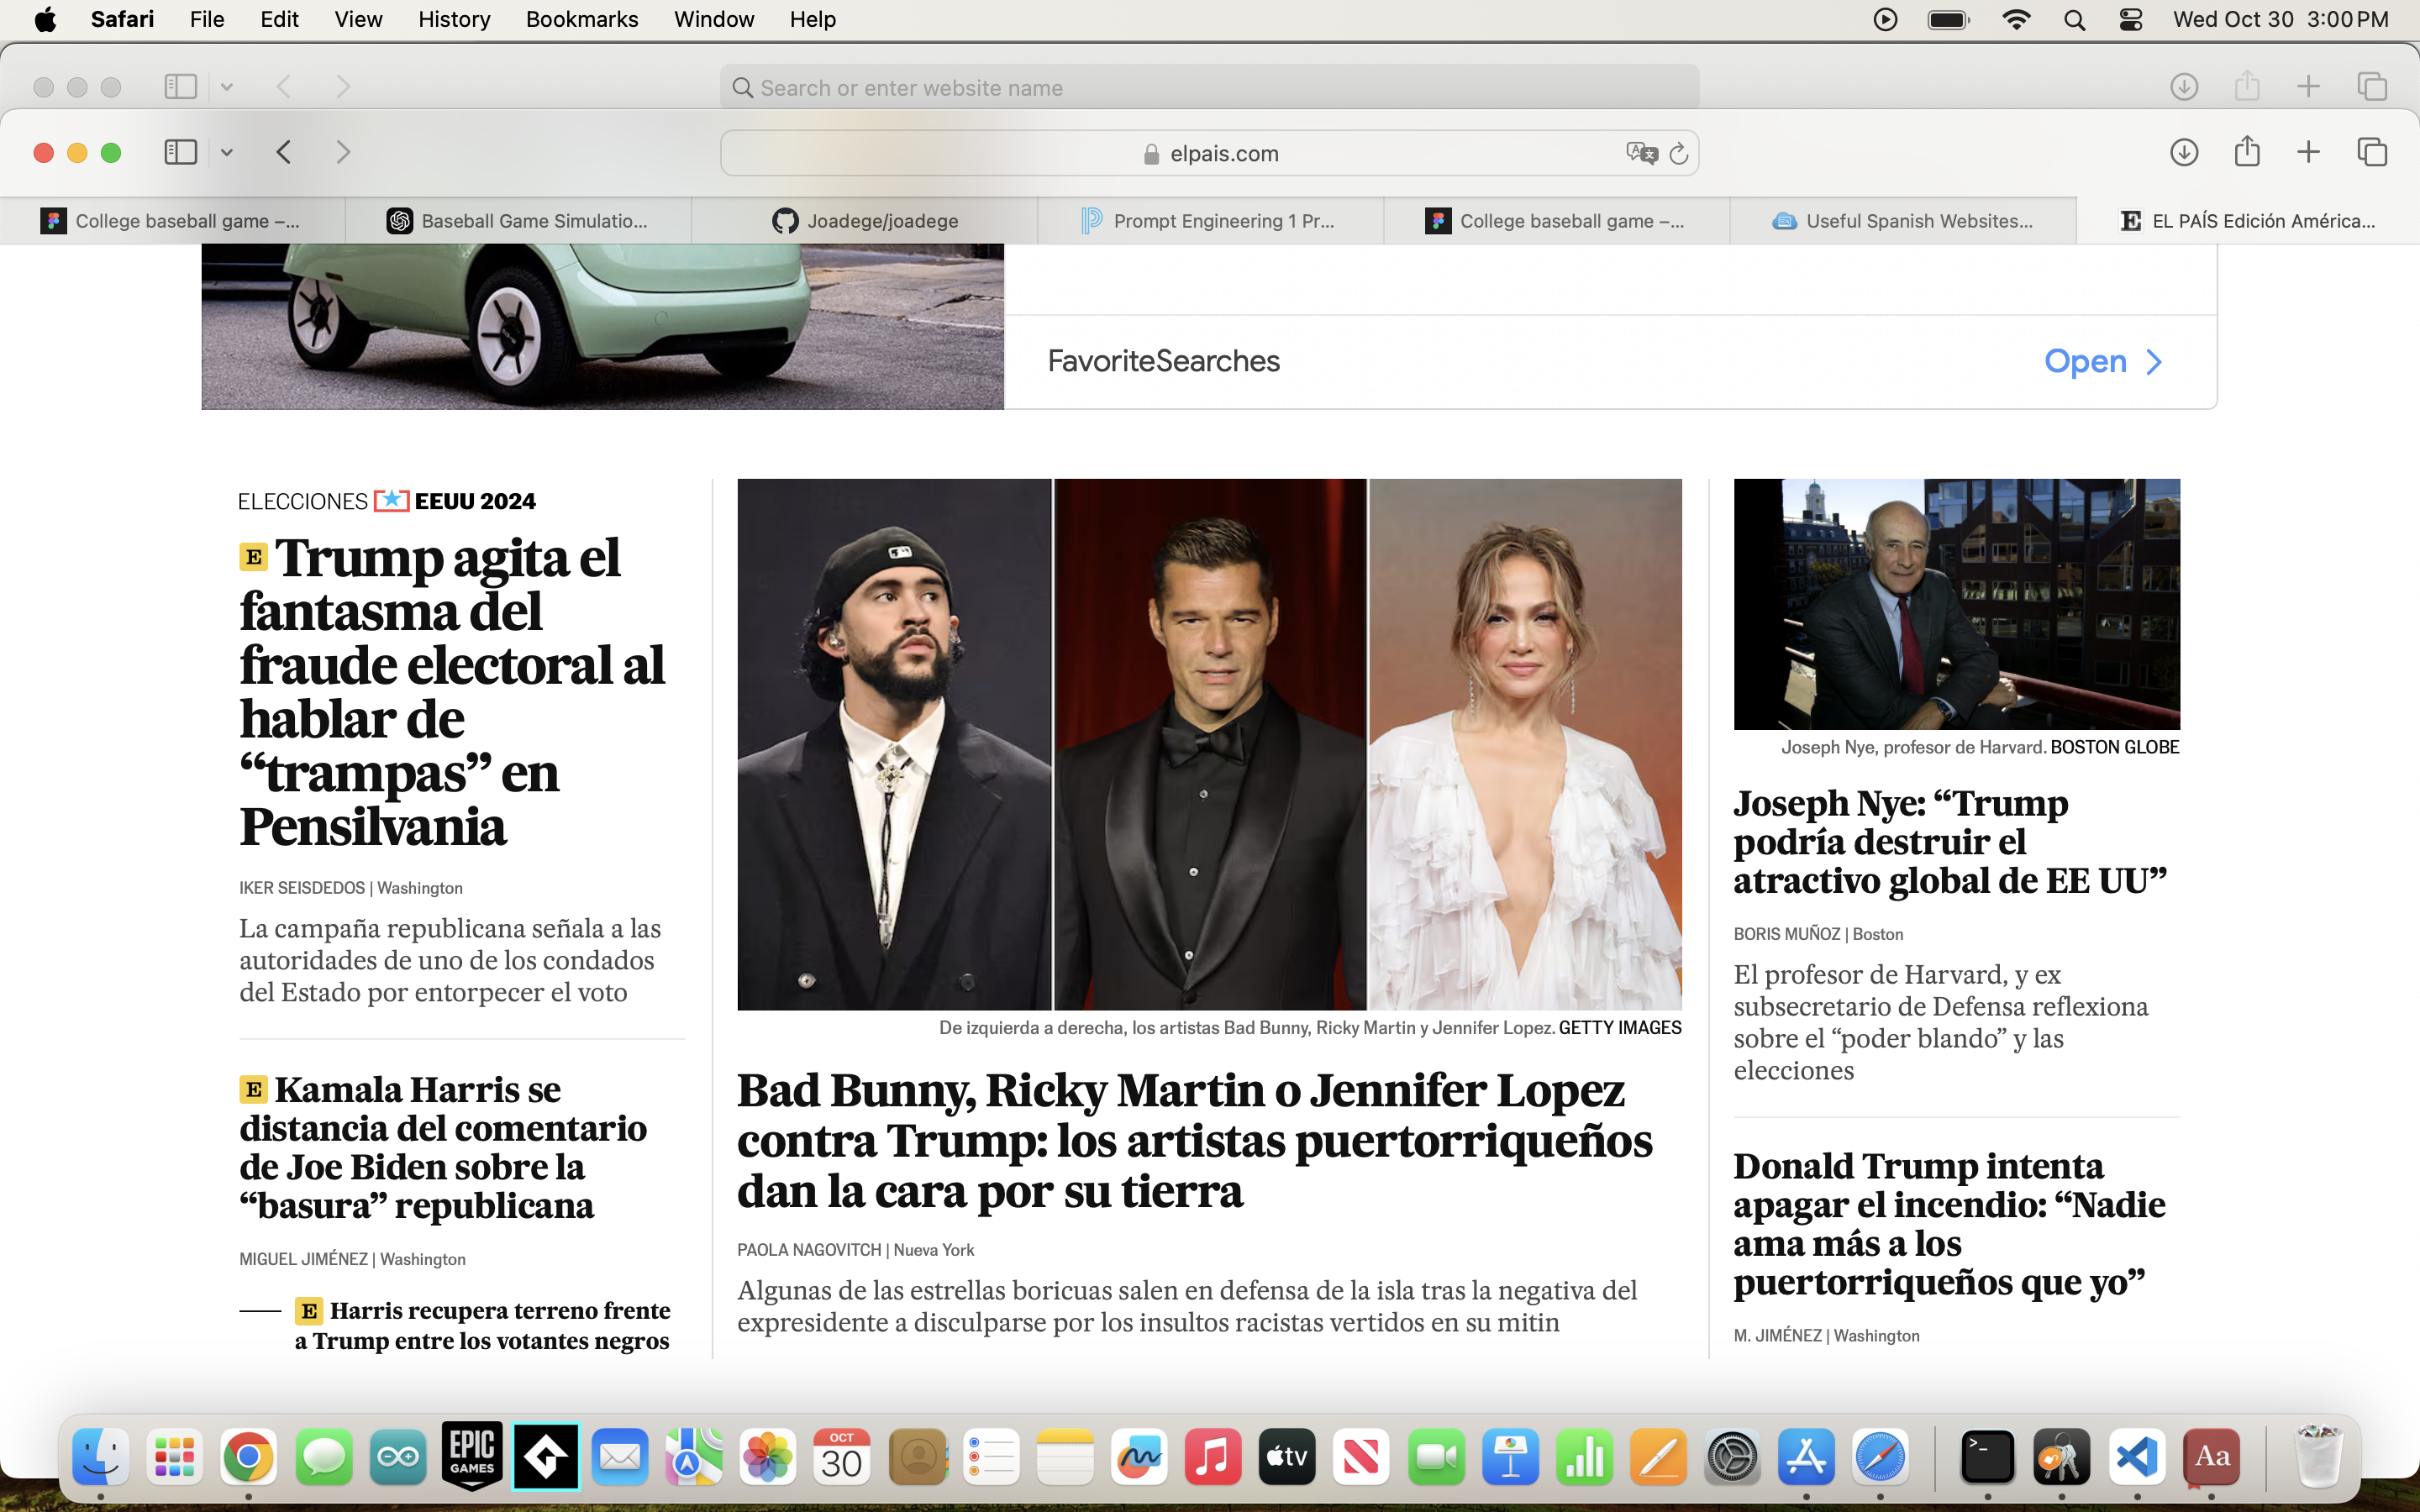 Safari File Edit View History Bookmarks Window Help
Wed Oct 30 3:00 PM
Search or enter website name
elpais.com
College baseball game –...
Baseball Game Simulatio...
Joadege/joadege
Prompt Engineering 1 Pr...
College baseball game –...
Useful Spanish Websites...
EL PAÍS Edición América...
FavoriteSearches
Open
ELECCIONES EEUU 2024
E Trump agita el
fantasma del
fraude electoral al
hablar de
“trampas” en
Pensilvania
IKER SEISDEDOS | Washington
La campaña republicana señala a las
autoridades de uno de los condados
del Estado por entorpecer el voto
E Kamala Harris se
distancia del comentario
de Joe Biden sobre la
“basura” republicana
MIGUEL JIMÉNEZ | Washington
E Harris recupera terreno frente
a Trump entre los votantes negros
De izquierda a derecha, los artistas Bad Bunny, Ricky Martin y Jennifer Lopez. GETTY IMAGES
Bad Bunny, Ricky Martin o Jennifer Lopez
contra Trump: los artistas puertorriqueños
dan la cara por su tierra
PAOLA NAGOVITCH | Nueva York
Algunas de las estrellas boricuas salen en defensa de la isla tras la negativa del
expresidente a disculparse por los insultos racistas vertidos en su mitin
Joseph Nye, profesor de Harvard. BOSTON GLOBE
Joseph Nye: “Trump
podría destruir el
atractivo global de EE UU”
BORIS MUÑOZ | Boston
El profesor de Harvard, y ex
subsecretario de Defensa reflexiona
sobre el “poder blando” y las
elecciones
Donald Trump intenta
apagar el incendio: “Nadie
ama más a los
puertorriqueños que yo”
M. JIMÉNEZ | Washington
EPIC
GAMES
OCT
30
tv
Aa